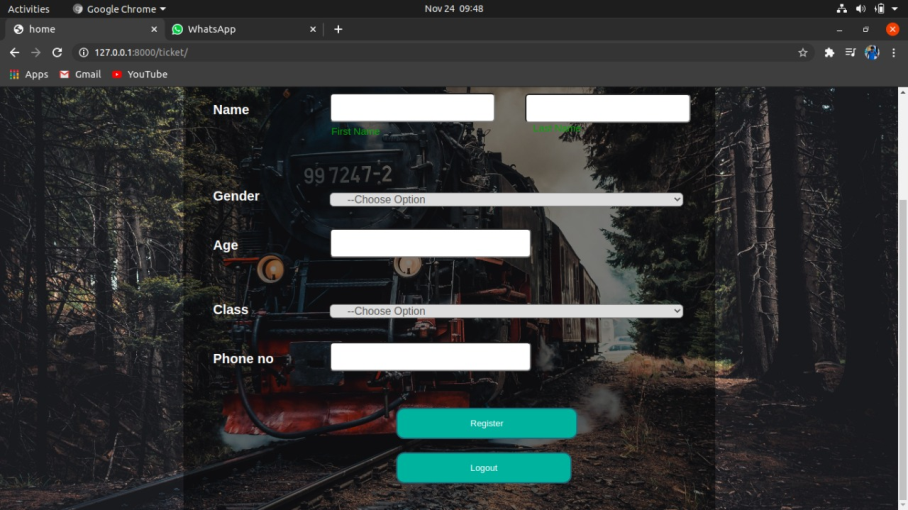 Activities Google Chrome Nov 24 09:48
home WhatsApp
127.0.0.1:8000/ticket/
Apps Gmail YouTube
Name
First Name Last Name
99 7247-2
Gender --Choose Option
Age
Class --Choose Option
Phone no
Register
Logout